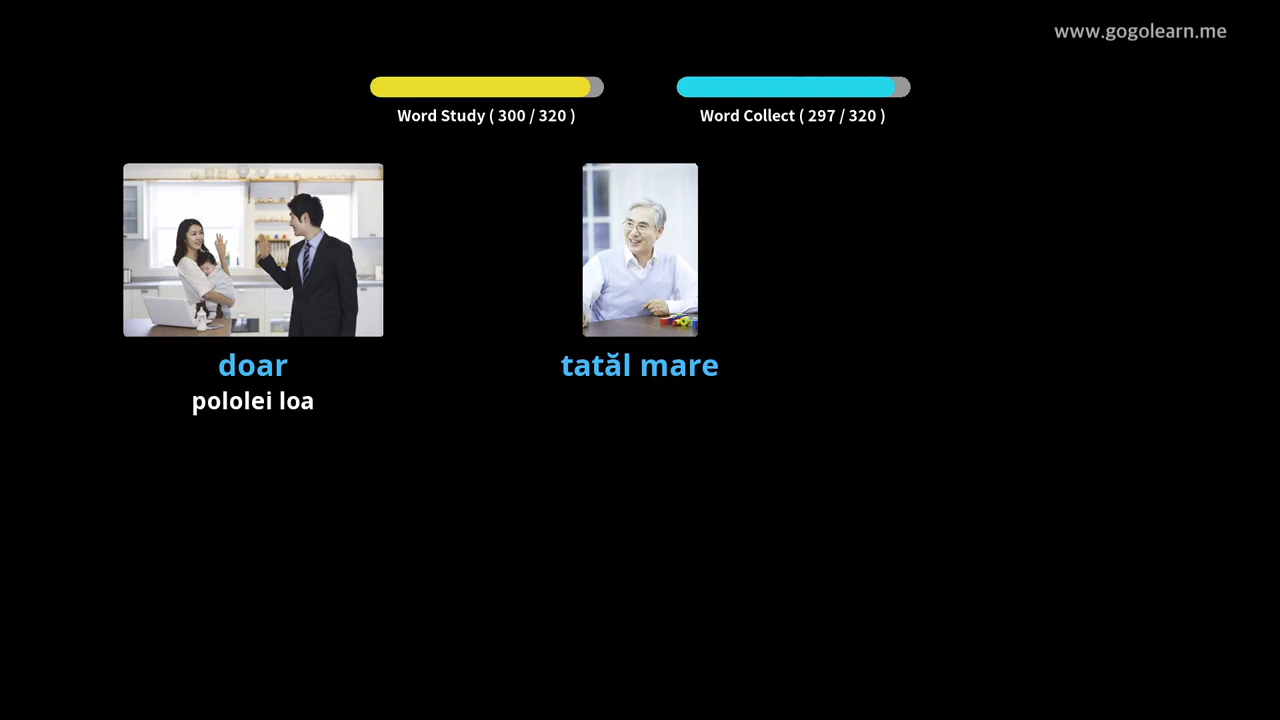 www.gogolearn.me
Word Study ( 300 / 320 )
Word Collect ( 297 / 320 )
doar
pololei loa
tatăl mare